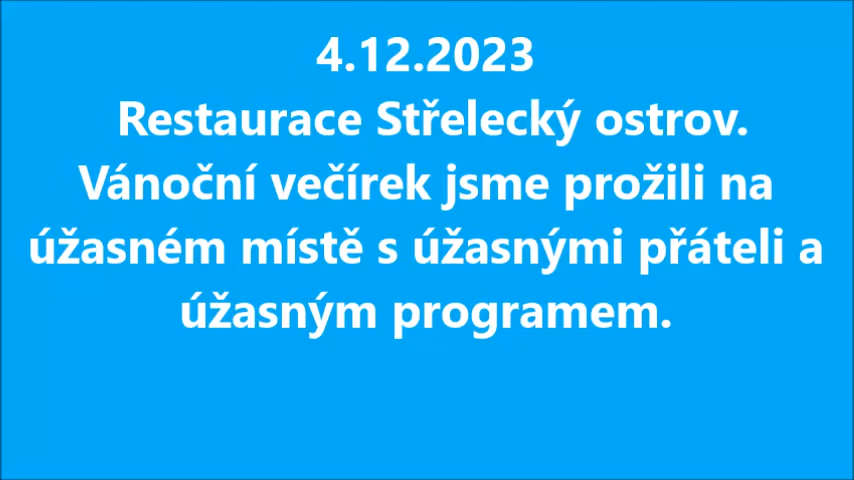 4.12.2023
Restaurace Střelecký ostrov.
Vánoční večírek jsme prožili na
úžasném místě s úžasnými přáteli a
úžasným programem.